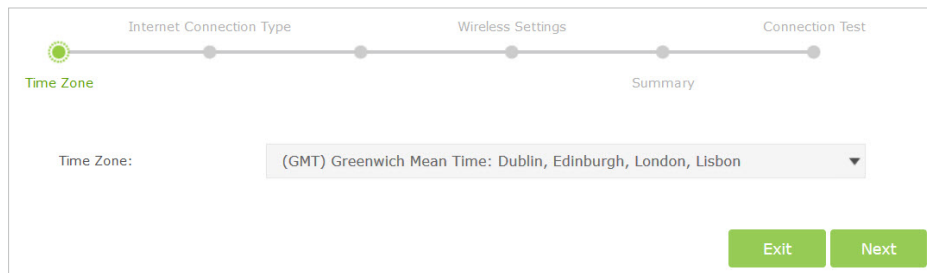 Internet Connection Type
Wireless Settings
Connection Test
Time Zone
Summary
Time Zone:
(GMT) Greenwich Mean Time: Dublin, Edinburgh, London, Lisbon
Exit
Next